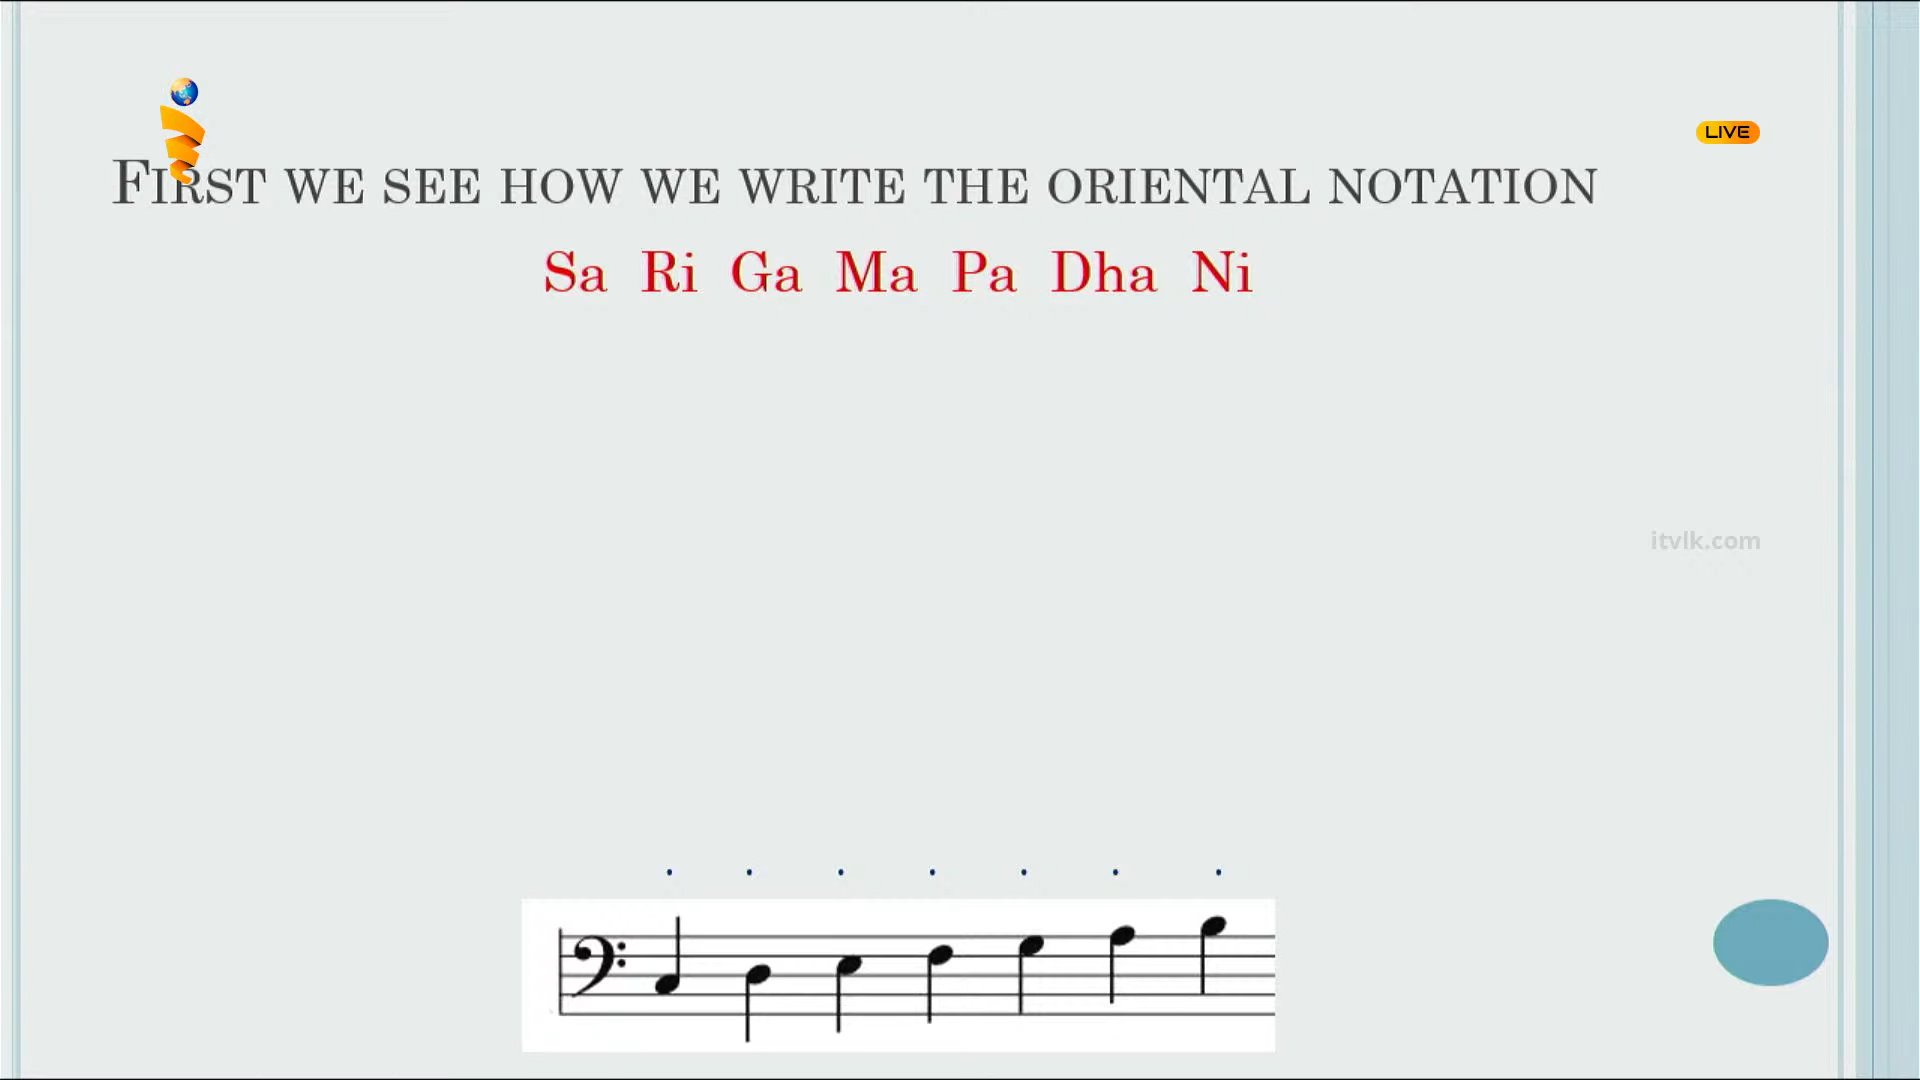 LIVE
First we see how we write the oriental notation
Sa Ri Ga Ma Pa Dha Ni
itvlk.com